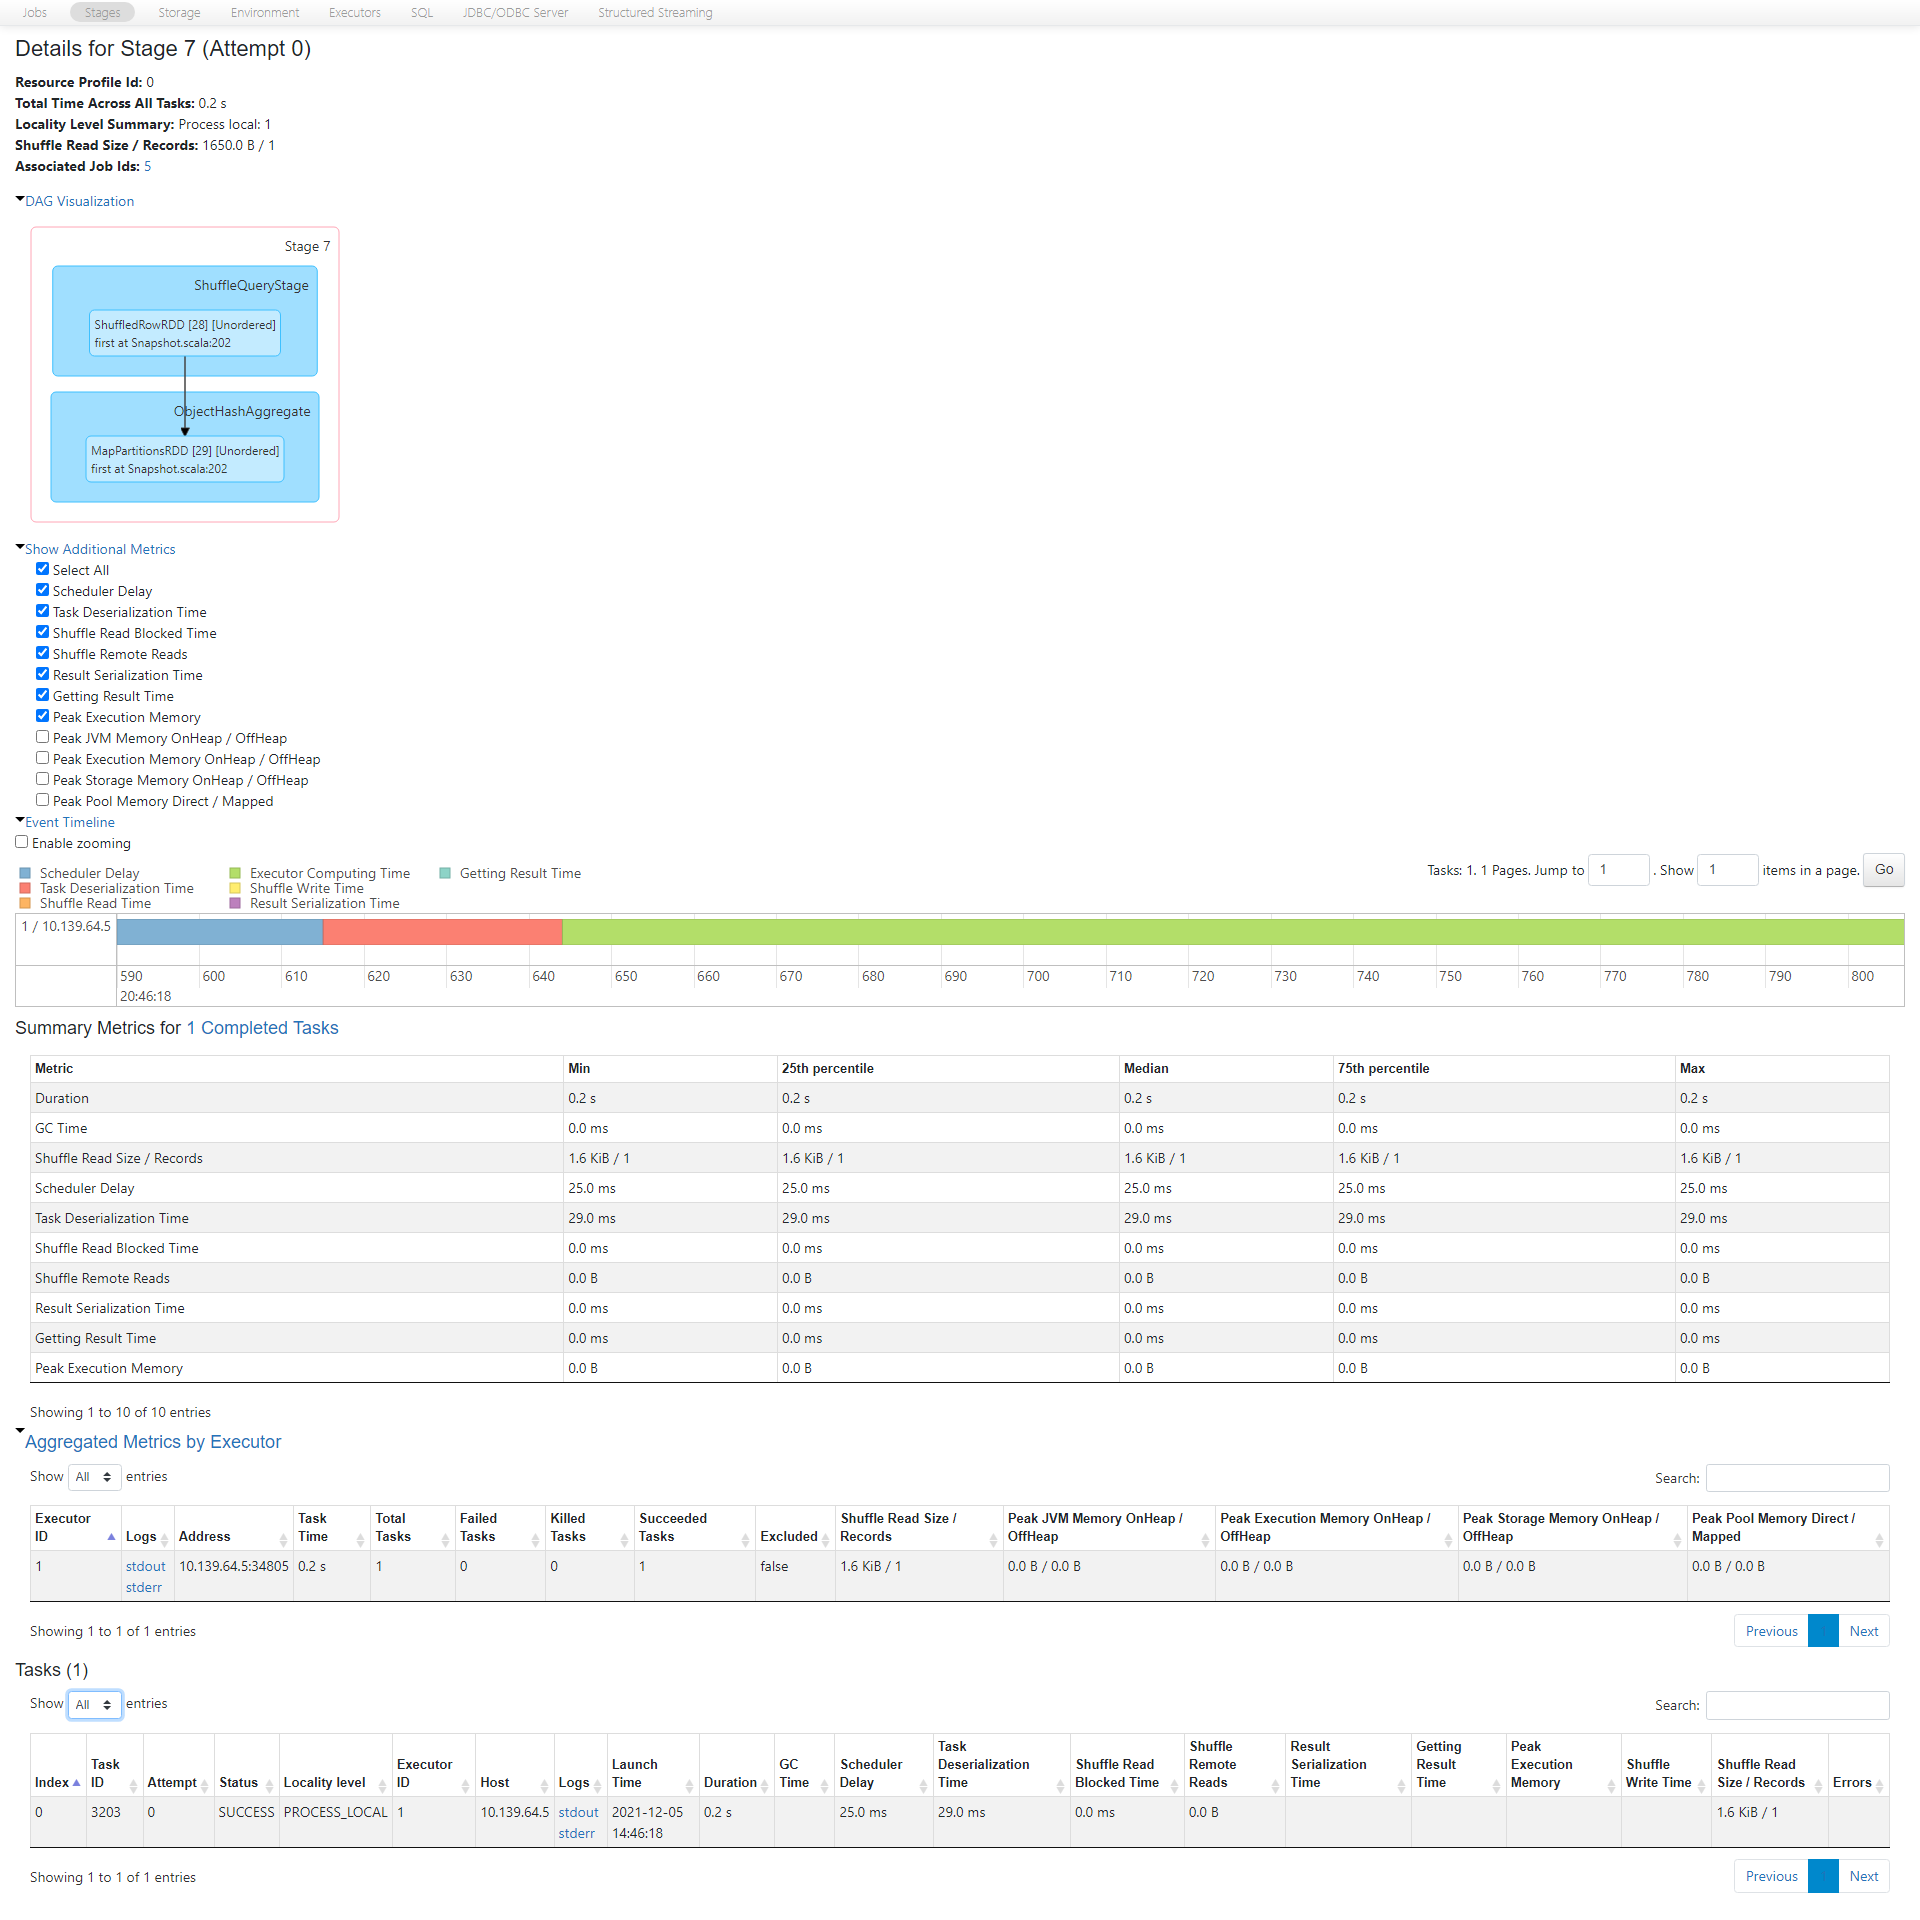 Jobs Stages Storage Environment Executors SQL JDBC/ODBC Server Structured Streaming
Details for Stage 7 (Attempt 0)
Resource Profile Id: 0
Total Time Across All Tasks: 0.2 s
Locality Level Summary: Process local: 1
Shuffle Read Size / Records: 1650.0 B / 1
Associated Job Ids: 5
DAG Visualization
Stage 7
ShuffleQueryStage
ShuffledRowRDD [28] [Unordered]
first at Snapshot.scala:202
ObjectHashAggregate
MapPartitionsRDD [29] [Unordered]
first at Snapshot.scala:202
Show Additional Metrics
Select All
Scheduler Delay
Task Deserialization Time
Shuffle Read Blocked Time
Shuffle Remote Reads
Result Serialization Time
Getting Result Time
Peak Execution Memory
Peak JVM Memory OnHeap / OffHeap
Peak Execution Memory OnHeap / OffHeap
Peak Storage Memory OnHeap / OffHeap
Peak Pool Memory Direct / Mapped
Event Timeline
Enable zooming
Scheduler Delay Executor Computing Time Getting Result Time
Task Deserialization Time Shuffle Write Time
Shuffle Read Time Result Serialization Time
Tasks: 1. 1 Pages. Jump to 1 . Show 1 items in a page. Go
1 / 10.139.64.5
590 600 610 620 630 640 650 660 670 680 690 700 710 720 730 740 750 760 770 780 790 800
20:46:18
Summary Metrics for 1 Completed Tasks
Metric Min 25th percentile Median 75th percentile Max
Duration 0.2 s 0.2 s 0.2 s 0.2 s 0.2 s
GC Time 0.0 ms 0.0 ms 0.0 ms 0.0 ms 0.0 ms
Shuffle Read Size / Records 1.6 KiB / 1 1.6 KiB / 1 1.6 KiB / 1 1.6 KiB / 1 1.6 KiB / 1
Scheduler Delay 25.0 ms 25.0 ms 25.0 ms 25.0 ms 25.0 ms
Task Deserialization Time 29.0 ms 29.0 ms 29.0 ms 29.0 ms 29.0 ms
Shuffle Read Blocked Time 0.0 ms 0.0 ms 0.0 ms 0.0 ms 0.0 ms
Shuffle Remote Reads 0.0 B 0.0 B 0.0 B 0.0 B 0.0 B
Result Serialization Time 0.0 ms 0.0 ms 0.0 ms 0.0 ms 0.0 ms
Getting Result Time 0.0 ms 0.0 ms 0.0 ms 0.0 ms 0.0 ms
Peak Execution Memory 0.0 B 0.0 B 0.0 B 0.0 B 0.0 B
Showing 1 to 10 of 10 entries
Aggregated Metrics by Executor
Show All entries Search:
Executor ID Logs Address Task Time Total Tasks Failed Tasks Killed Tasks Succeeded Tasks Excluded Shuffle Read Size / Records Peak JVM Memory OnHeap / OffHeap Peak Execution Memory OnHeap / OffHeap Peak Storage Memory OnHeap / OffHeap Peak Pool Memory Direct / Mapped
1 stdout 10.139.64.5:34805 0.2 s 1 0 0 1 false 1.6 KiB / 1 0.0 B / 0.0 B 0.0 B / 0.0 B 0.0 B / 0.0 B 0.0 B / 0.0 B
stderr
Showing 1 to 1 of 1 entries Previous Next
Tasks (1)
Show All entries Search:
Index Task ID Attempt Status Locality level Executor ID Host Logs Launch Time Duration GC Time Scheduler Delay Task Deserialization Time Shuffle Read Blocked Time Shuffle Remote Reads Result Serialization Time Getting Result Time Peak Execution Memory Shuffle Write Time Shuffle Read Size / Records Errors
0 3203 0 SUCCESS PROCESS_LOCAL 1 10.139.64.5 stdout 2021-12-05 0.2 s 25.0 ms 29.0 ms 0.0 ms 0.0 B 1.6 KiB / 1
stderr 14:46:18
Showing 1 to 1 of 1 entries Previous Next